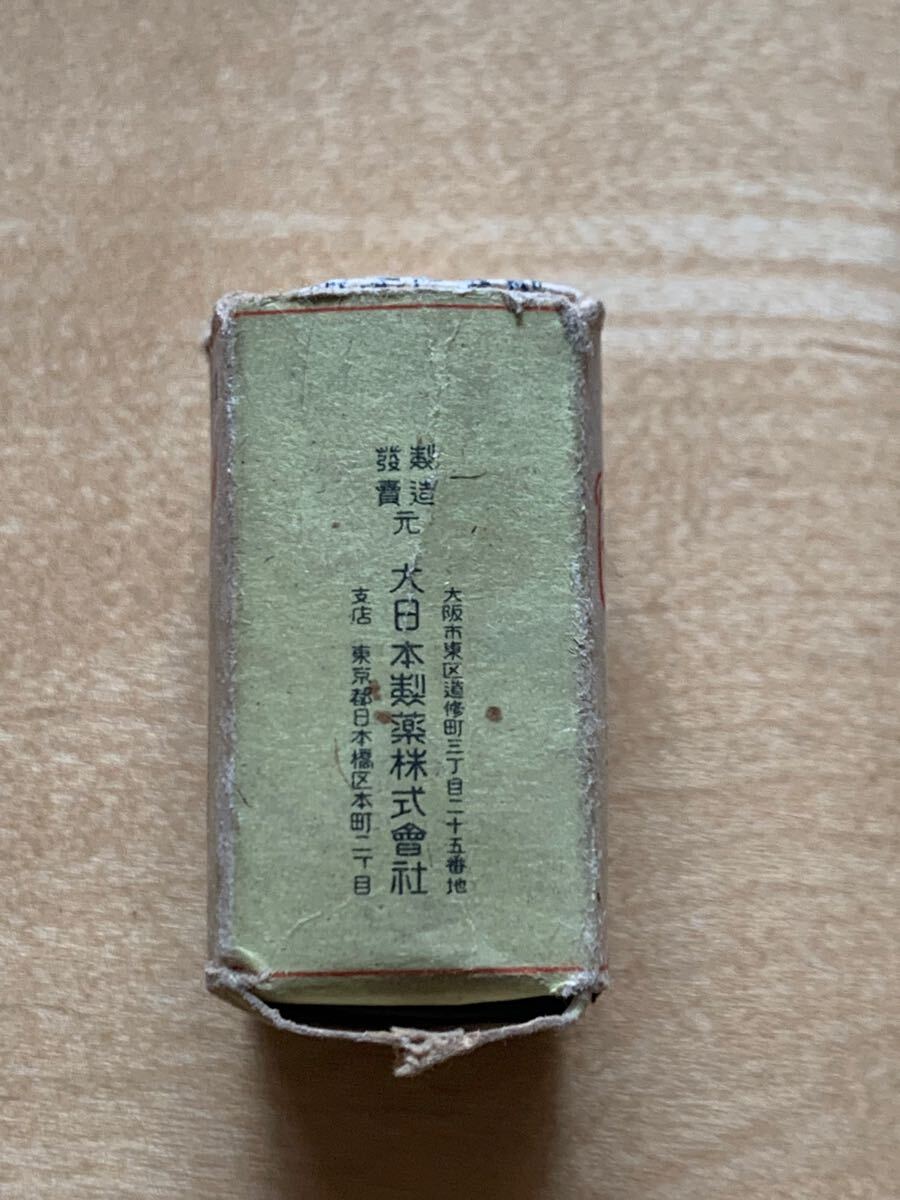 大阪市東区道修町三丁目二十五番地
製造
發賣
元
大日本製薬株式會社
支店 東京都日本橋区本町二丁目